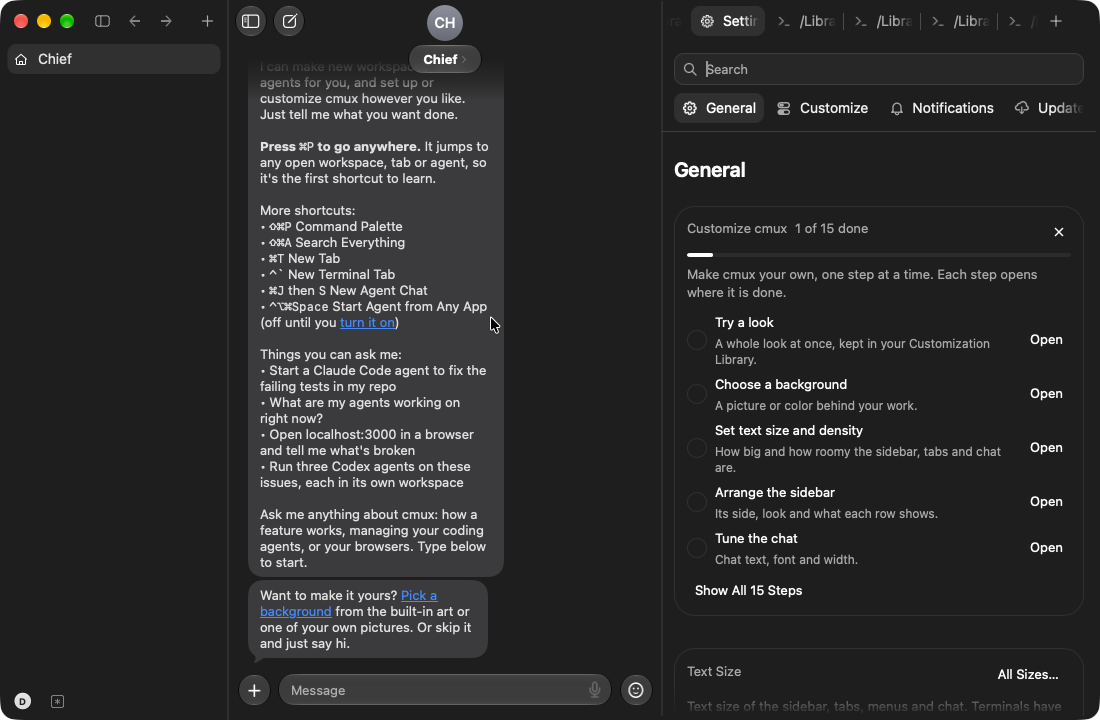 Chief
CH
Chief
I can make new workspac
agents for you, and set up or
customize cmux however you like.
Just tell me what you want done.
Press ⌘P to go anywhere. It jumps to
any open workspace, tab or agent, so
it's the first shortcut to learn.
More shortcuts:
• ⇧⌘P Command Palette
• ⇧⌘A Search Everything
• ⌘T New Tab
• ^` New Terminal Tab
• ⌘J then S New Agent Chat
• ^⌥⌘Space Start Agent from Any App
(off until you turn it on)
Things you can ask me:
• Start a Claude Code agent to fix the
failing tests in my repo
• What are my agents working on
right now?
• Open localhost:3000 in a browser
and tell me what's broken
• Run three Codex agents on these
issues, each in its own workspace
Ask me anything about cmux: how a
feature works, managing your coding
agents, or your browsers. Type below
to start.
Want to make it yours? Pick a
background from the built-in art or
one of your own pictures. Or skip it
and just say hi.
Message
D
Settin
/Libra
/Libra
/Libra
Search
General
Customize
Notifications
Update
General
Customize cmux 1 of 15 done
Make cmux your own, one step at a time. Each step opens
where it is done.
Try a look
A whole look at once, kept in your Customization
Library.
Open
Choose a background
A picture or color behind your work.
Open
Set text size and density
How big and how roomy the sidebar, tabs and chat
are.
Open
Arrange the sidebar
Its side, look and what each row shows.
Open
Tune the chat
Chat text, font and width.
Open
Show All 15 Steps
Text Size
All Sizes...
Text size of the sidebar, tabs, menus and chat. Terminals have